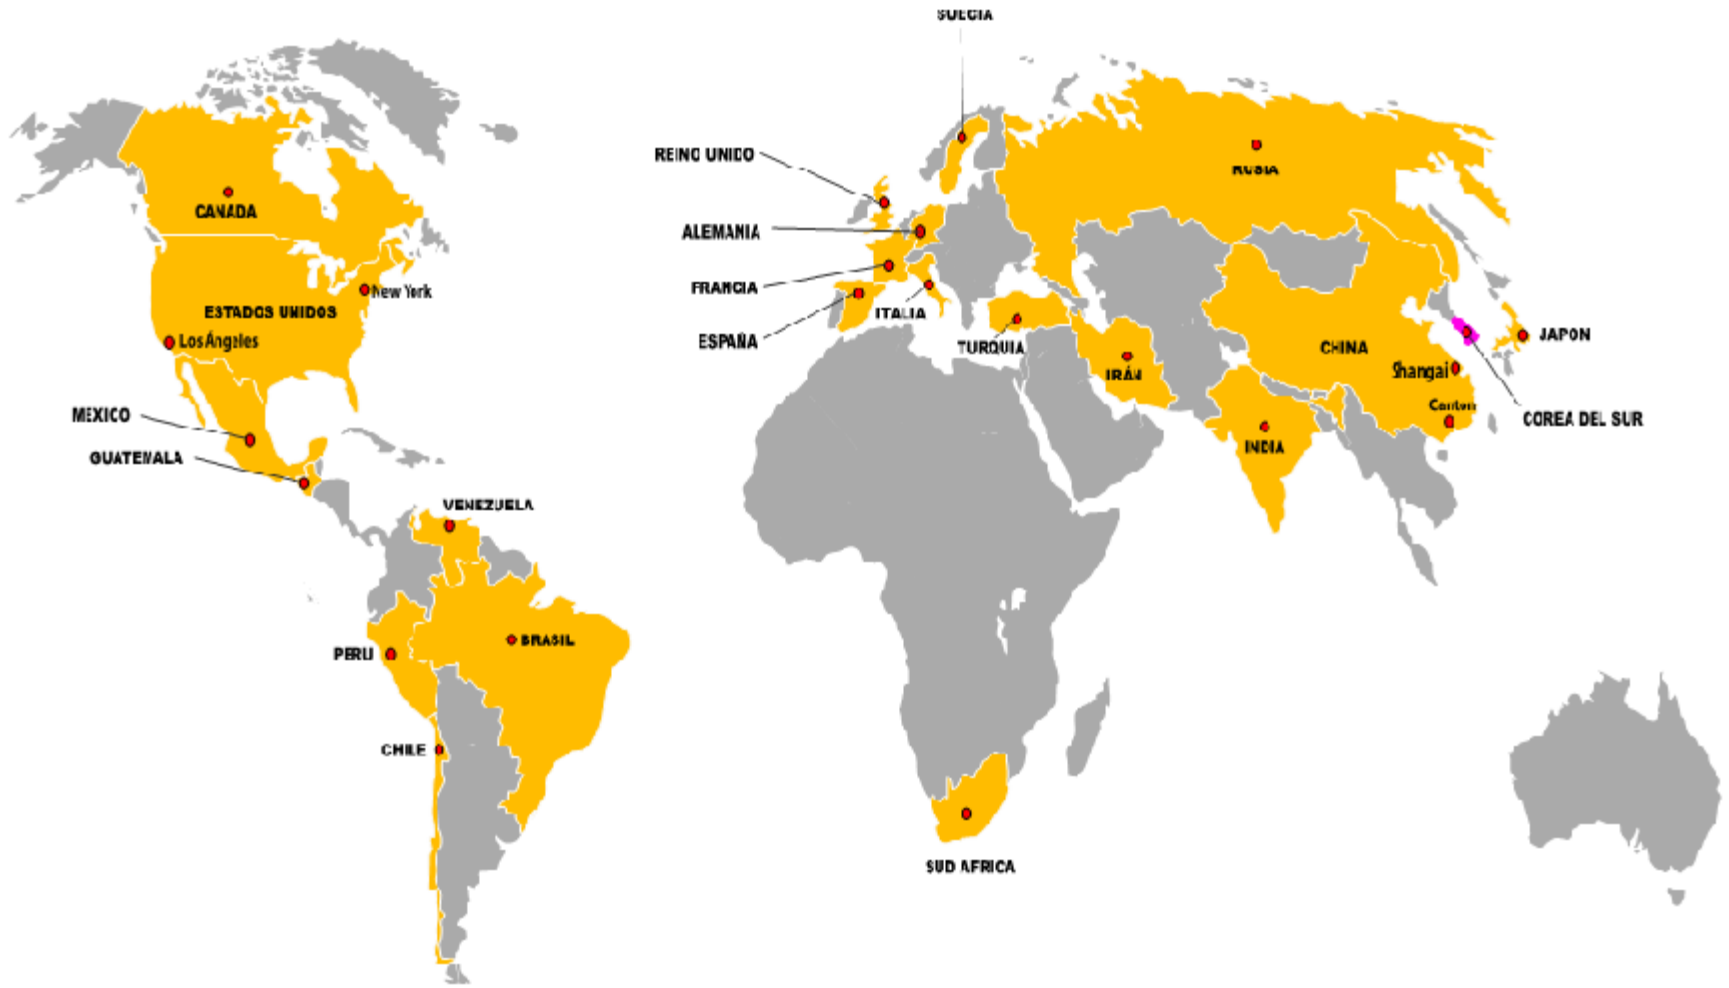 SUECIA
REINO UNIDO
RUSIA
CANADA
ALEMANIA
FRANCIA
New York
ESTADOS UNIDOS
ITALIA
Los Ángeles
ESPAÑA
TURQUIA
CHINA
JAPON
IRÁN
Shangai
Canton
MEXICO
COREA DEL SUR
INDIA
GUATEMALA
VENEZUELA
BRASIL
PERU
CHILE
SUD AFRICA